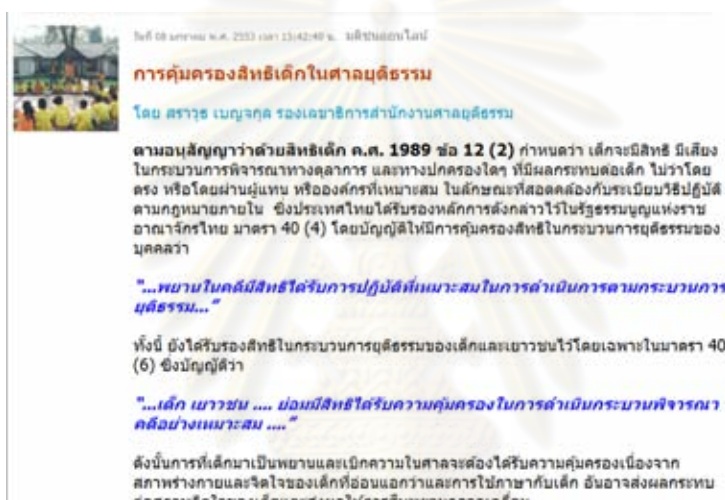 วันที่ 08 มกราคม พ.ศ. 2553 เวลา 15:42:40 น. มติชนออนไลน์
การคุ้มครองสิทธิเด็กในศาลยุติธรรม
โดย สราวุธ เบญจกุล รองเลขาธิการสำนักงานศาลยุติธรรม
ตามอนุสัญญาว่าด้วยสิทธิเด็ก ค.ศ. 1989 ข้อ 12 (2) กำหนดว่า เด็กจะมีสิทธิ มีเสียง
ในกระบวนการพิจารณาทางตุลาการ และทางปกครองใดๆ ที่มีผลกระทบต่อเด็ก ไม่ว่าโดย
ตรง หรือโดยผ่านผู้แทน หรือองค์กรที่เหมาะสม ในลักษณะที่สอดคล้องกับระเบียบวิธีปฏิบัติ
ตามกฎหมายภายใน ซึ่งประเทศไทยได้รับรองหลักการดังกล่าวไว้ในรัฐธรรมนูญแห่งราช
อาณาจักรไทย มาตรา 40 (4) โดยบัญญัติให้มีการคุ้มครองสิทธิในกระบวนการยุติธรรมของ
บุคคลว่า
"...พยานในคดีมีสิทธิได้รับการปฏิบัติที่เหมาะสมในการดำเนินการตามกระบวนการ
ยุติธรรม..."
ทั้งนี้ ยังได้รับรองสิทธิในกระบวนการยุติธรรมของเด็กและเยาวชนไว้โดยเฉพาะในมาตรา 40
(6) ซึ่งบัญญัติว่า
"...เด็ก เยาวชน .... ย่อมมีสิทธิได้รับความคุ้มครองในการดำเนินกระบวนพิจารณา
คดีอย่างเหมาะสม ...."
ดังนั้นการที่เด็กมาเป็นพยานและเบิกความในศาลจะต้องได้รับความคุ้มครองเนื่องจาก
สภาพร่างกายและจิตใจของเด็กที่อ่อนแอกว่าและการใช้ภาษากับเด็ก อันอาจส่งผลกระทบ